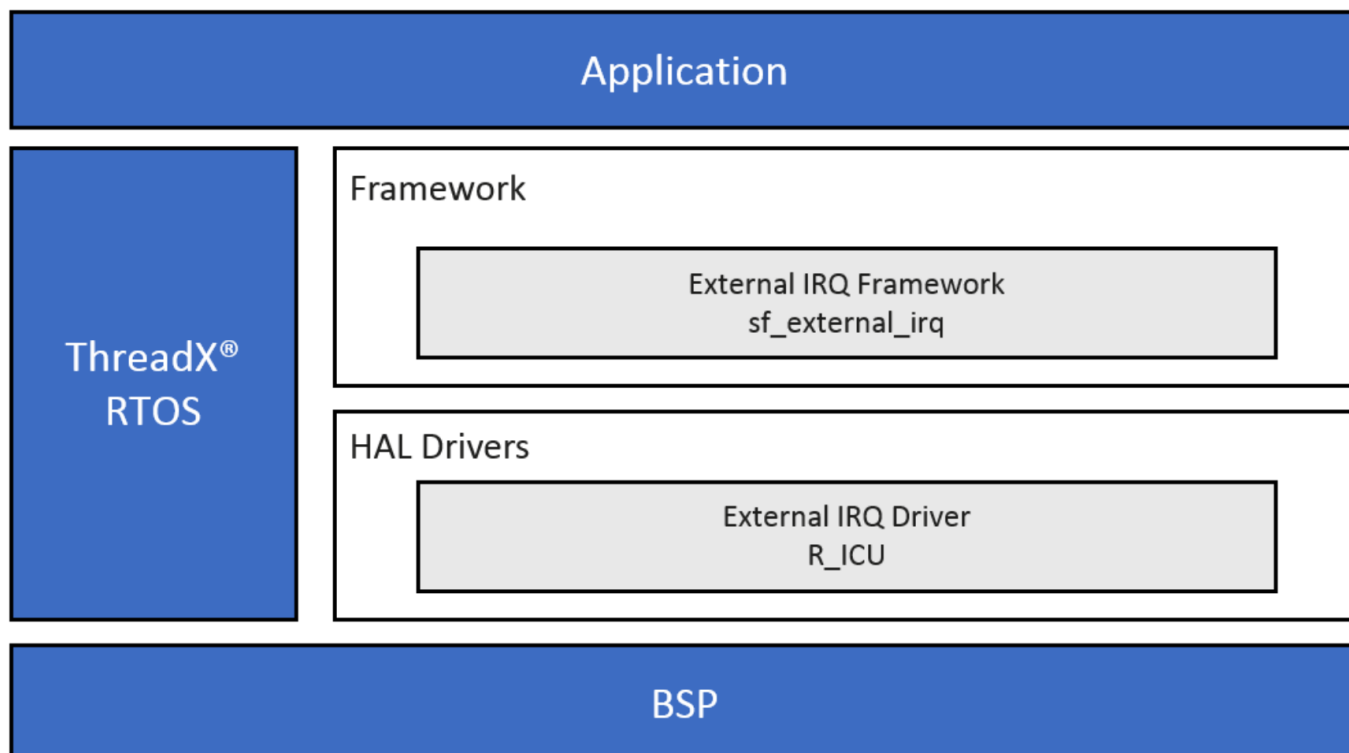 Application
ThreadX®
RTOS
Framework
External IRQ Framework
sf_external_irq
HAL Drivers
External IRQ Driver
R_ICU
BSP